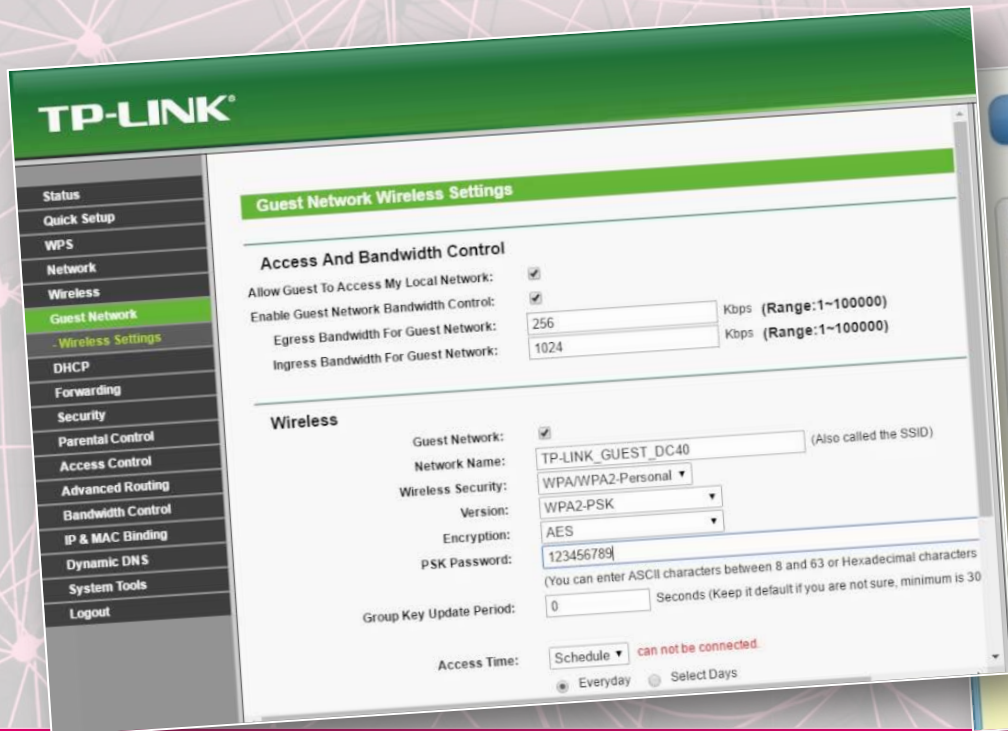 TP-LINK®
Status
Quick Setup
WPS
Network
Wireless
Guest Network
- Wireless Settings
DHCP
Forwarding
Security
Parental Control
Access Control
Advanced Routing
Bandwidth Control
IP & MAC Binding
Dynamic DNS
System Tools
Logout
Guest Network Wireless Settings
Access And Bandwidth Control
Allow Guest To Access My Local Network:
Enable Guest Network Bandwidth Control:
Egress Bandwidth For Guest Network: 256 Kbps (Range:1~100000)
Ingress Bandwidth For Guest Network: 1024 Kbps (Range:1~100000)
Wireless
Guest Network:
Network Name: TP-LINK_GUEST_DC40 (Also called the SSID)
Wireless Security: WPA/WPA2-Personal
Version: WPA2-PSK
Encryption: AES
PSK Password: 123456789
(You can enter ASCII characters between 8 and 63 or Hexadecimal characters
Group Key Update Period: 0 Seconds (Keep it default if you are not sure, minimum is 30
Access Time: Schedule can not be connected.
Everyday Select Days